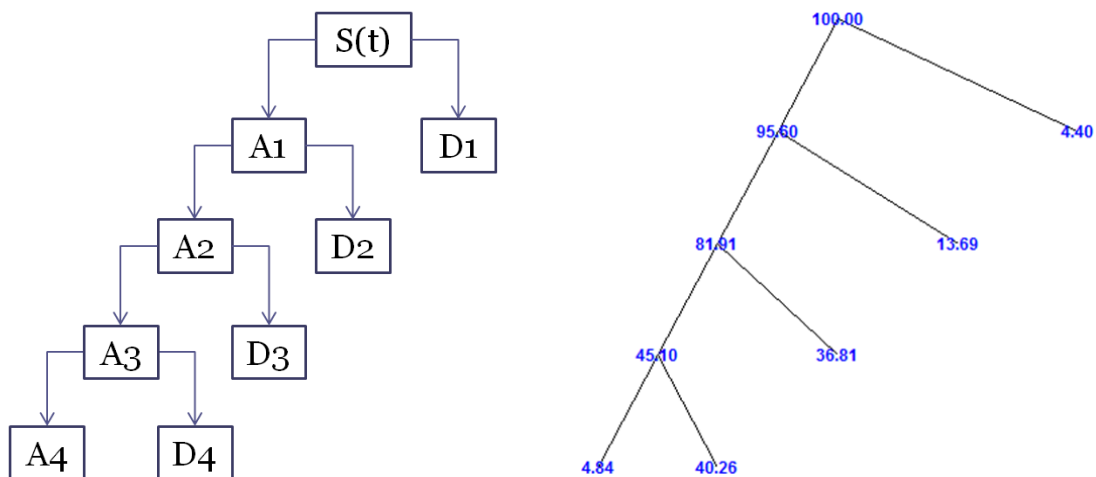 S(t)
A1
D1
A2
D2
A3
D3
A4
D4
100.00
95.60
4.40
81.91
13.69
45.10
36.81
4.84
40.26